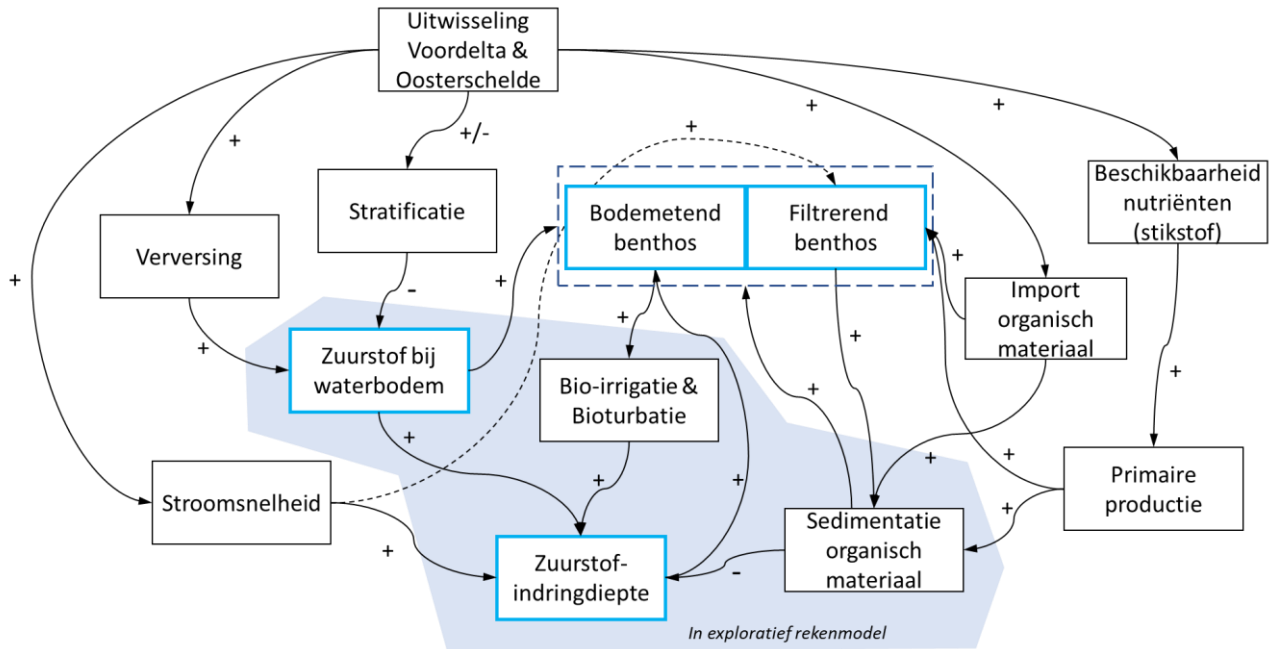 Uitwisseling
Voordelta &
Oosterschelde
+
+
+/-
+
+
+
Stratificatie
Verversing
Bodemetend
benthos
Filtrerend
benthos
Beschikbaarheid
nutriënten
(stikstof)
+
+
-
+
Import
organisch
materiaal
+
Zuurstof bij
waterbodem
+
+
Bio-irrigatie &
Bioturbatie
+
+
+
+
+
+
+
Primaire
productie
Stroomsnelheid
+
+
Sedimentatie
organisch
materiaal
Zuurstof-
indringdiepte
-
In exploratief rekenmodel